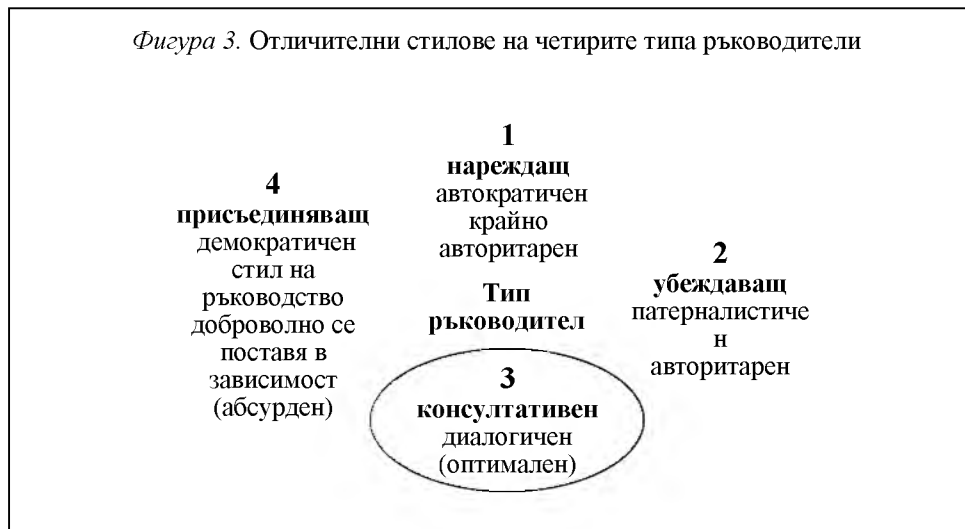 Фигура 3. Отличителни стилове на четирите типа ръководители
1
нареждащ
автократичен
крайно
авторитарен
4
присъединяващ
демократичен
стил на
ръководство
доброволно се
поставя в
зависимост
(абсурден)
2
убеждаващ
патерналистиче
н
авторитарен
Тип
ръководител
3
консултативен
диалогичен
(оптимален)